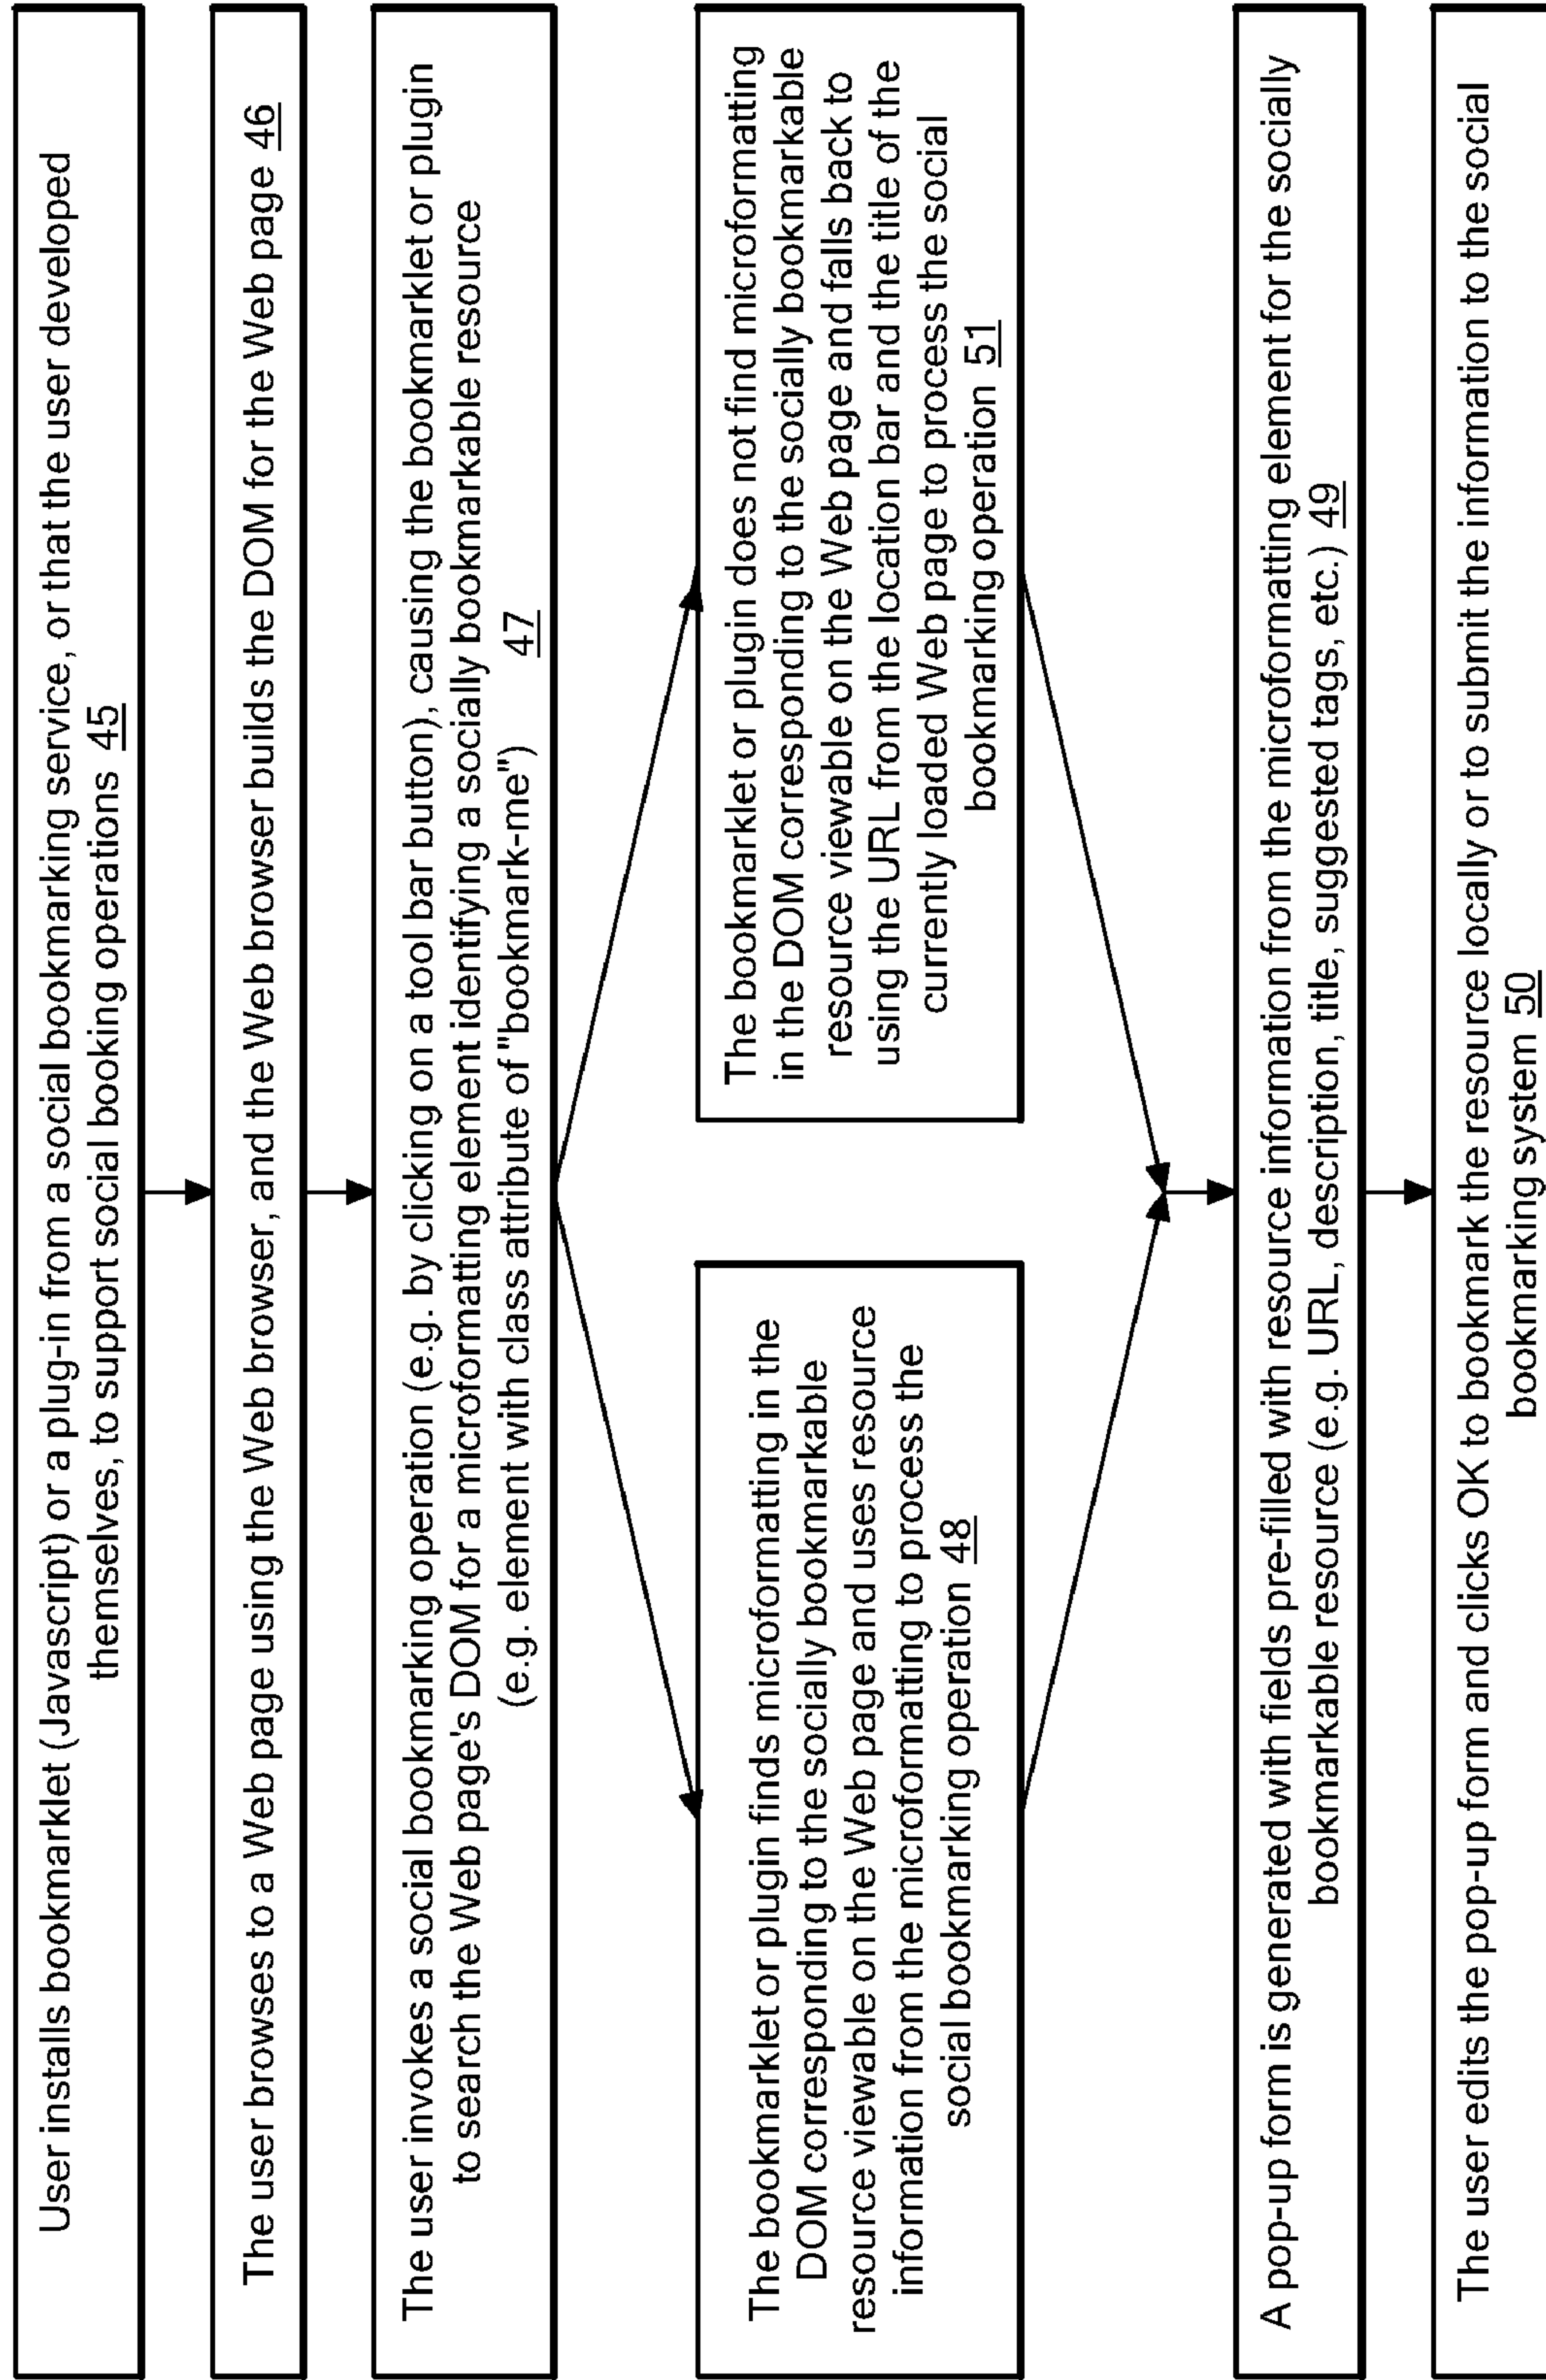 User installs bookmarklet (Javascript) or a plug-in from a social bookmarking service, or that the user developed
themselves, to support social booking operations 45
The user browses to a Web page using the Web browser, and the Web browser builds the DOM for the Web page 46
The user invokes a social bookmarking operation (e.g. by clicking on a tool bar button), causing the bookmarklet or plugin
to search the Web page's DOM for a microformatting element identifying a socially bookmarkable resource
(e.g. element with class attribute of "bookmark-me") 47
The bookmarklet or plugin finds microformatting in the
DOM corresponding to the socially bookmarkable
resource viewable on the Web page and uses resource
information from the microformatting to process the
social bookmarking operation 48
The bookmarklet or plugin does not find microformatting
in the DOM corresponding to the socially bookmarkable
resource viewable on the Web page and falls back to
using the URL from the location bar and the title of the
currently loaded Web page to process the social
bookmarking operation 51
A pop-up form is generated with fields pre-filled with resource information from the microformatting element for the socially
bookmarkable resource (e.g. URL, description, title, suggested tags, etc.) 49
The user edits the pop-up form and clicks OK to bookmark the resource locally or to submit the information to the social
bookmarking system 50